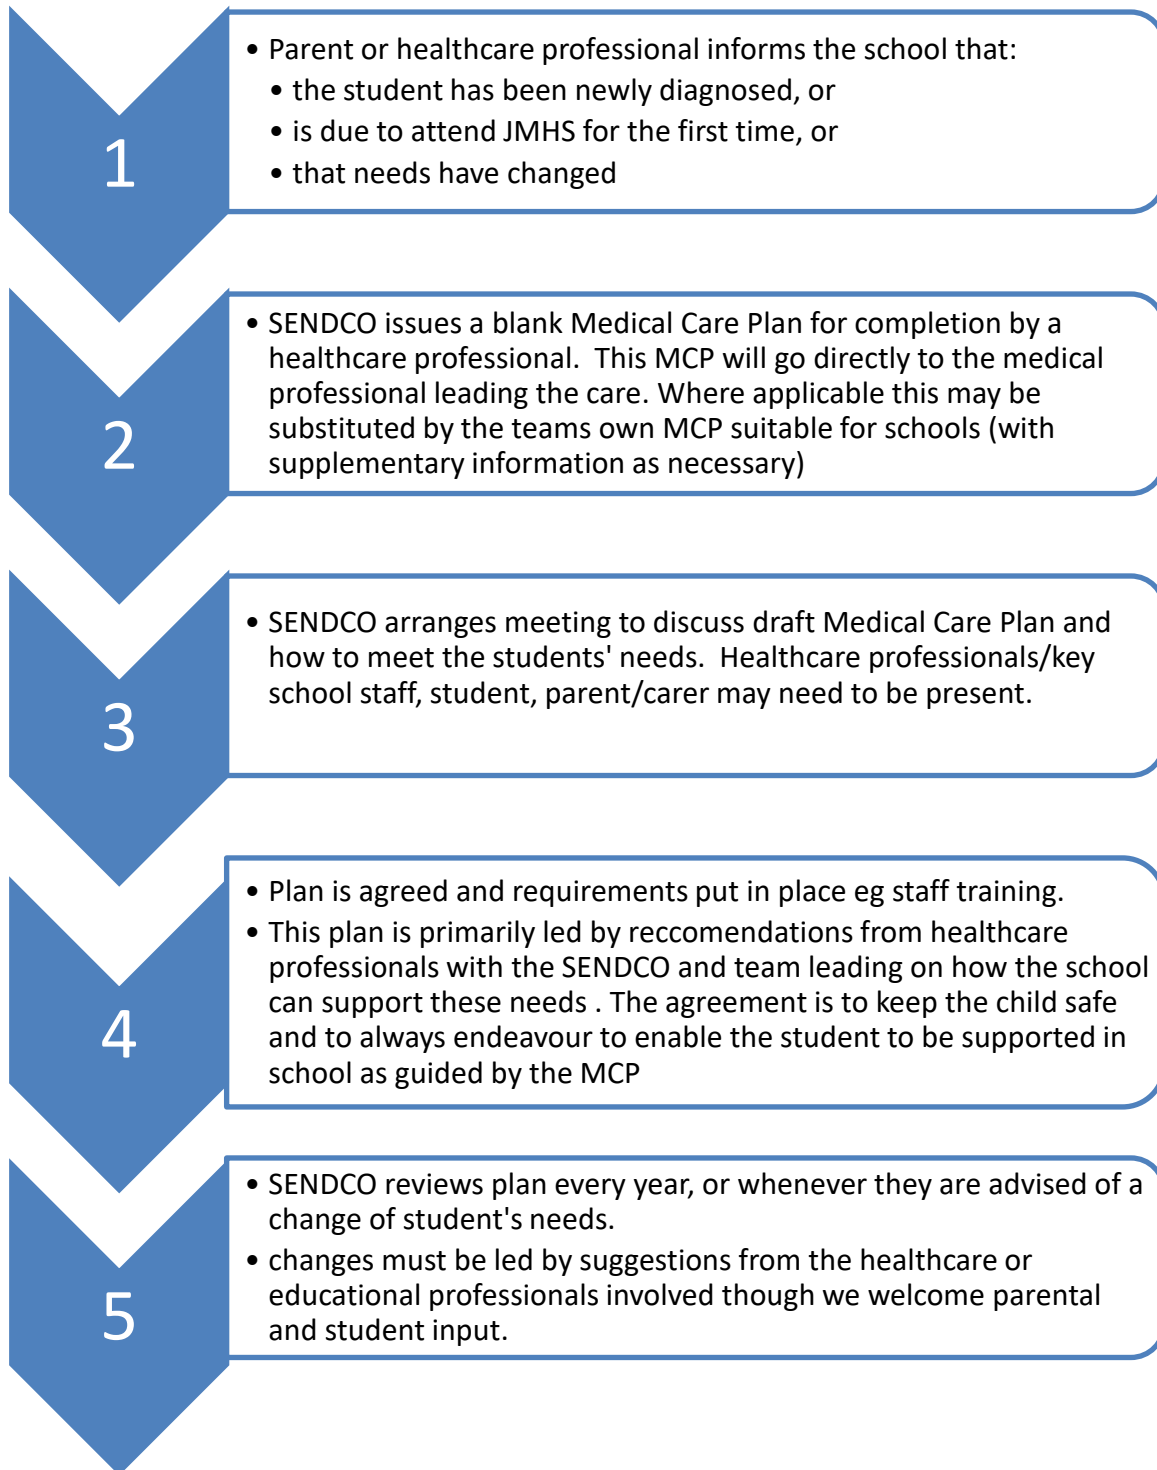 1
• Parent or healthcare professional informs the school that:
• the student has been newly diagnosed, or
• is due to attend JMHS for the first time, or
• that needs have changed
2
• SENDCO issues a blank Medical Care Plan for completion by a
healthcare professional.  This MCP will go directly to the medical
professional leading the care. Where applicable this may be
substituted by the teams own MCP suitable for schools (with
supplementary information as necessary)
3
• SENDCO arranges meeting to discuss draft Medical Care Plan and
how to meet the students' needs.  Healthcare professionals/key
school staff, student, parent/carer may need to be present.
4
• Plan is agreed and requirements put in place eg staff training.
• This plan is primarily led by reccomendations from healthcare
professionals with the SENDCO and team leading on how the school
can support these needs . The agreement is to keep the child safe
and to always endeavour to enable the student to be supported in
school as guided by the MCP
5
• SENDCO reviews plan every year, or whenever they are advised of a
change of student's needs.
• changes must be led by suggestions from the healthcare or
educational professionals involved though we welcome parental
and student input.